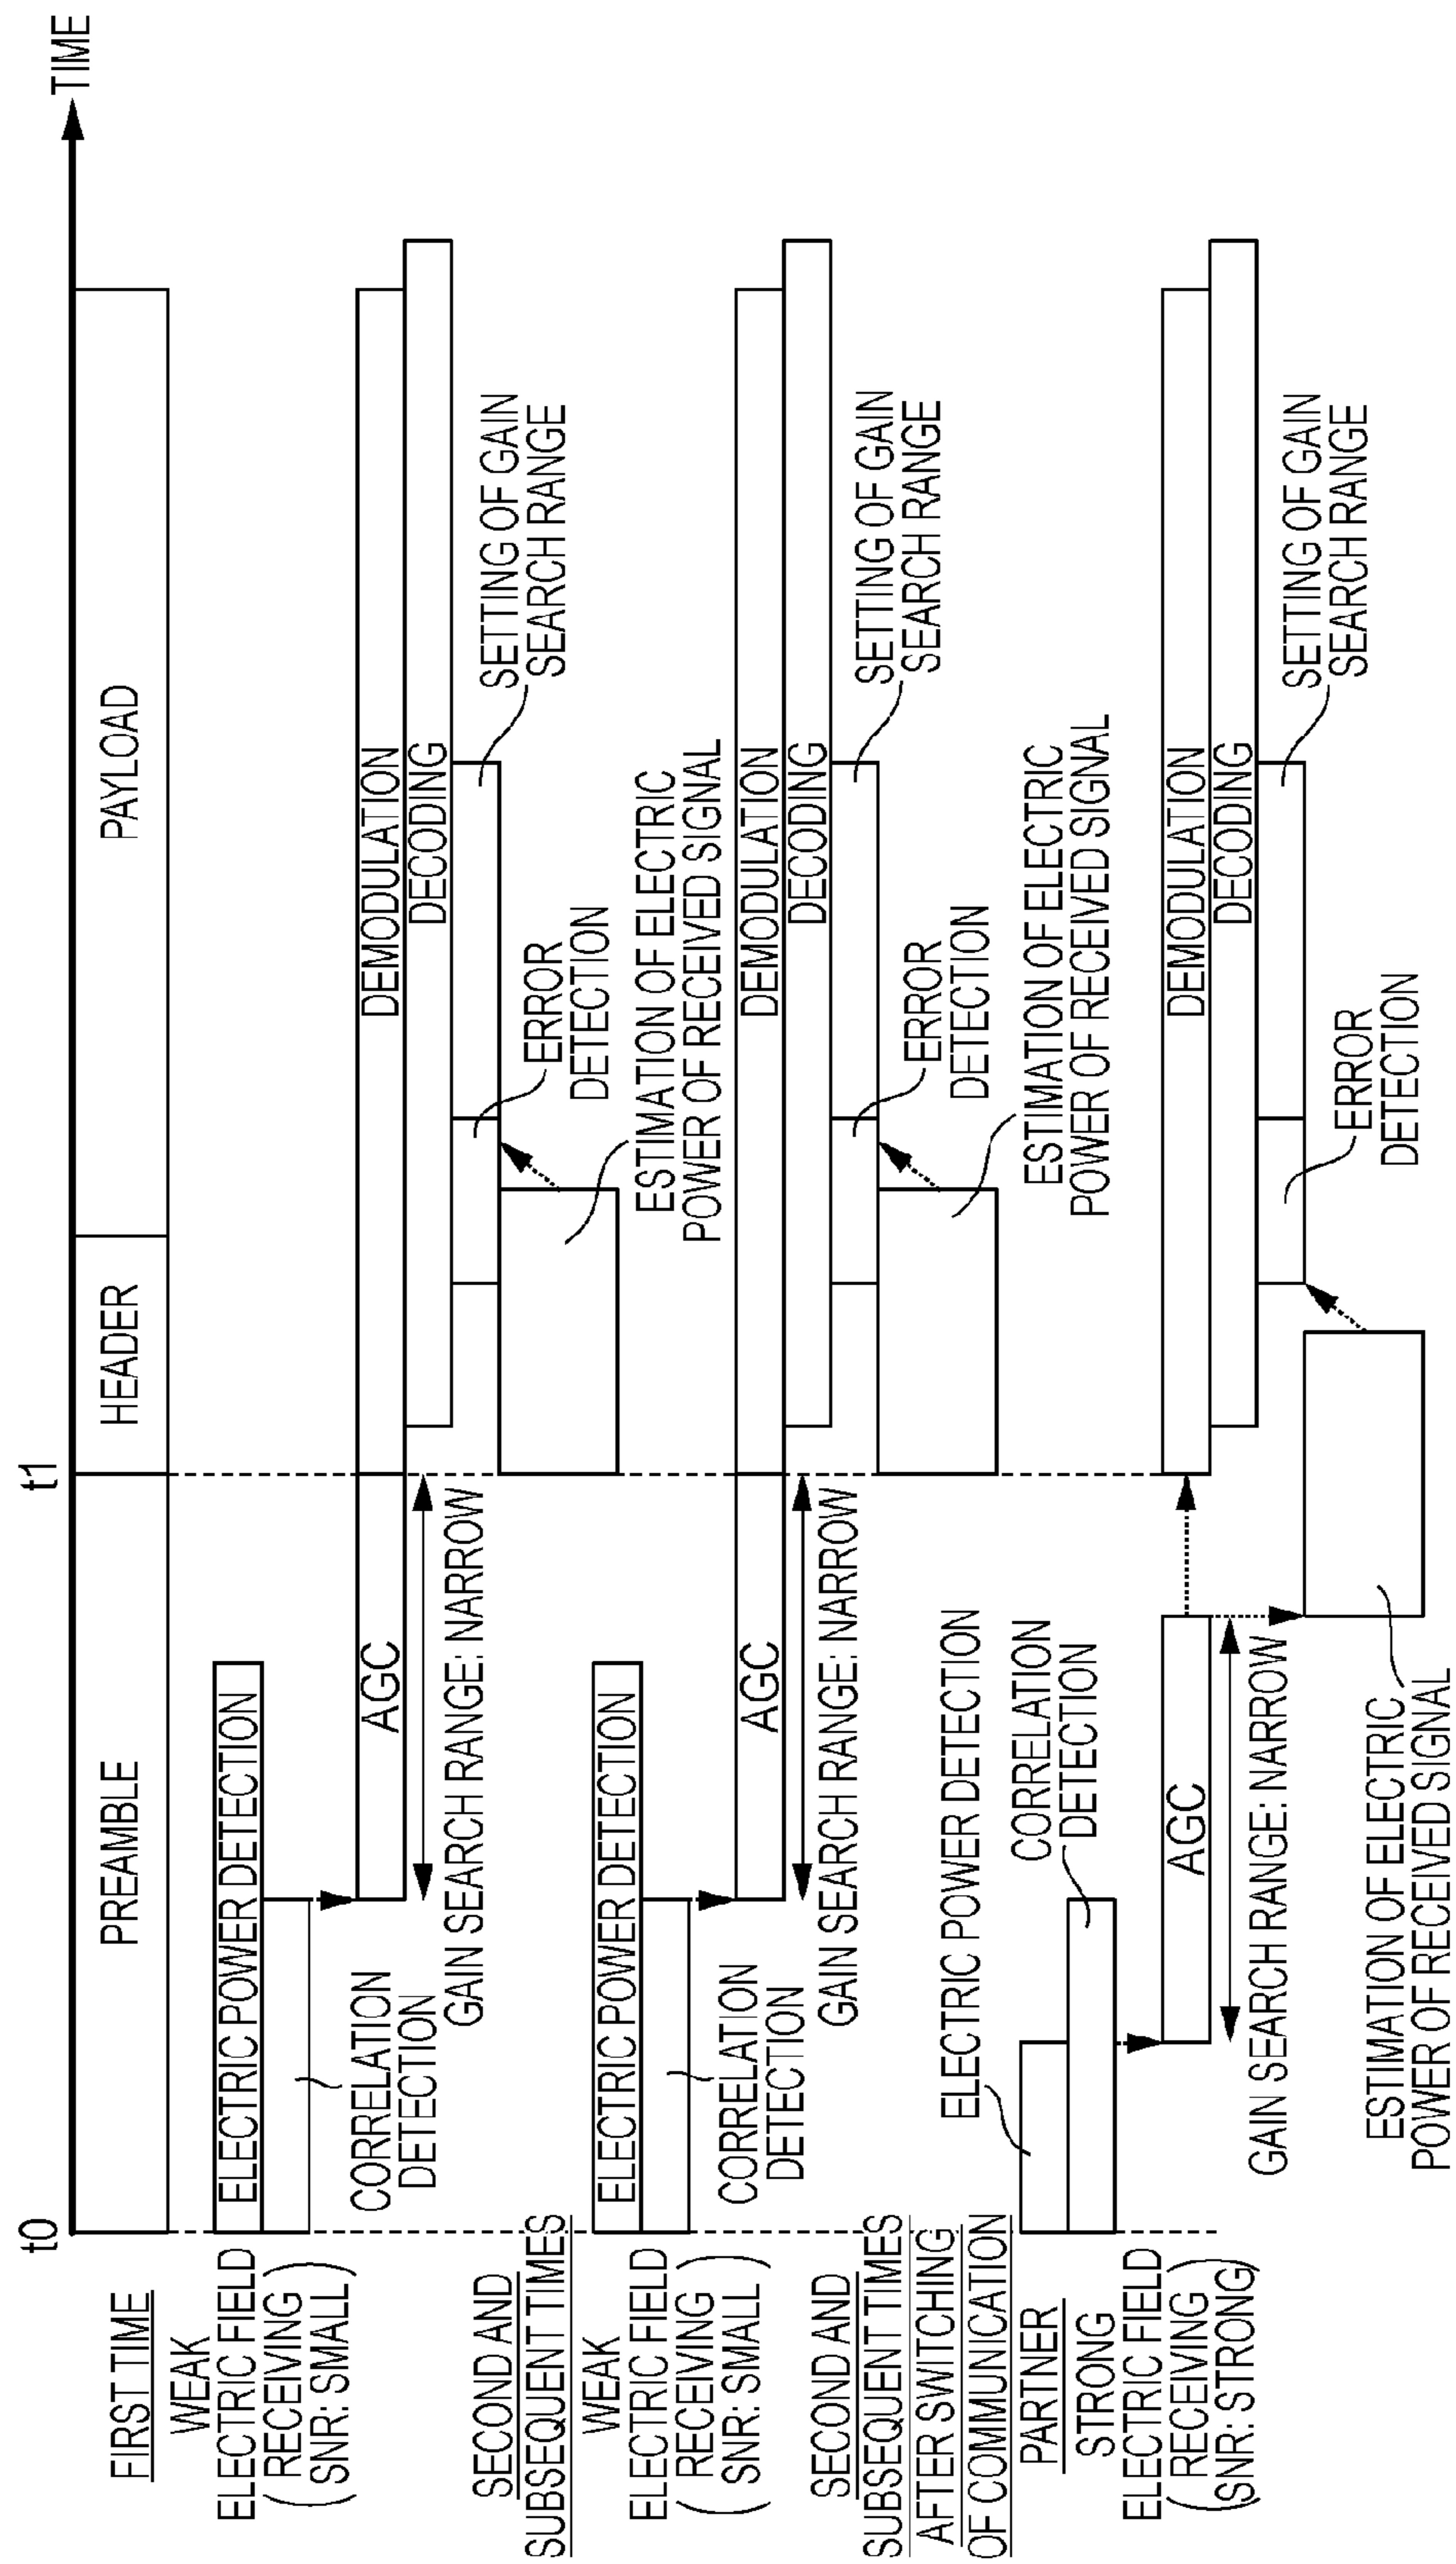 TIME
t0
t1
PREAMBLE
HEADER
PAYLOAD
FIRST TIME
WEAK
ELECTRIC FIELD
(RECEIVING
SNR: SMALL)
ELECTRIC POWER DETECTION
CORRELATION
DETECTION
AGC
GAIN SEARCH RANGE: NARROW
DEMODULATION
DECODING
SETTING OF GAIN
SEARCH RANGE
ERROR
DETECTION
ESTIMATION OF ELECTRIC
POWER OF RECEIVED SIGNAL
SECOND AND
SUBSEQUENT TIMES
WEAK
ELECTRIC FIELD
(RECEIVING
SNR: SMALL)
ELECTRIC POWER DETECTION
CORRELATION
DETECTION
AGC
GAIN SEARCH RANGE: NARROW
DEMODULATION
DECODING
SETTING OF GAIN
SEARCH RANGE
ERROR
DETECTION
ESTIMATION OF ELECTRIC
POWER OF RECEIVED SIGNAL
SECOND AND
SUBSEQUENT TIMES
AFTER SWITCHING
OF COMMUNICATION
PARTNER
STRONG
ELECTRIC FIELD
(RECEIVING
SNR: STRONG)
ELECTRIC POWER DETECTION
CORRELATION
DETECTION
AGC
GAIN SEARCH RANGE: NARROW
DEMODULATION
DECODING
SETTING OF GAIN
SEARCH RANGE
ERROR
DETECTION
ESTIMATION OF ELECTRIC
POWER OF RECEIVED SIGNAL